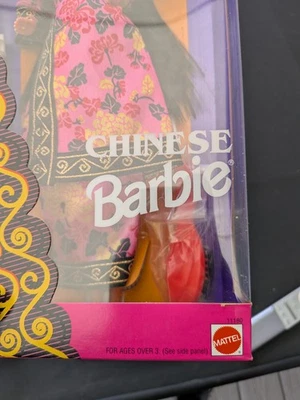 CHINESE
Barbie®
11180
FOR AGES OVER 3 (See side panel)
MATTEL